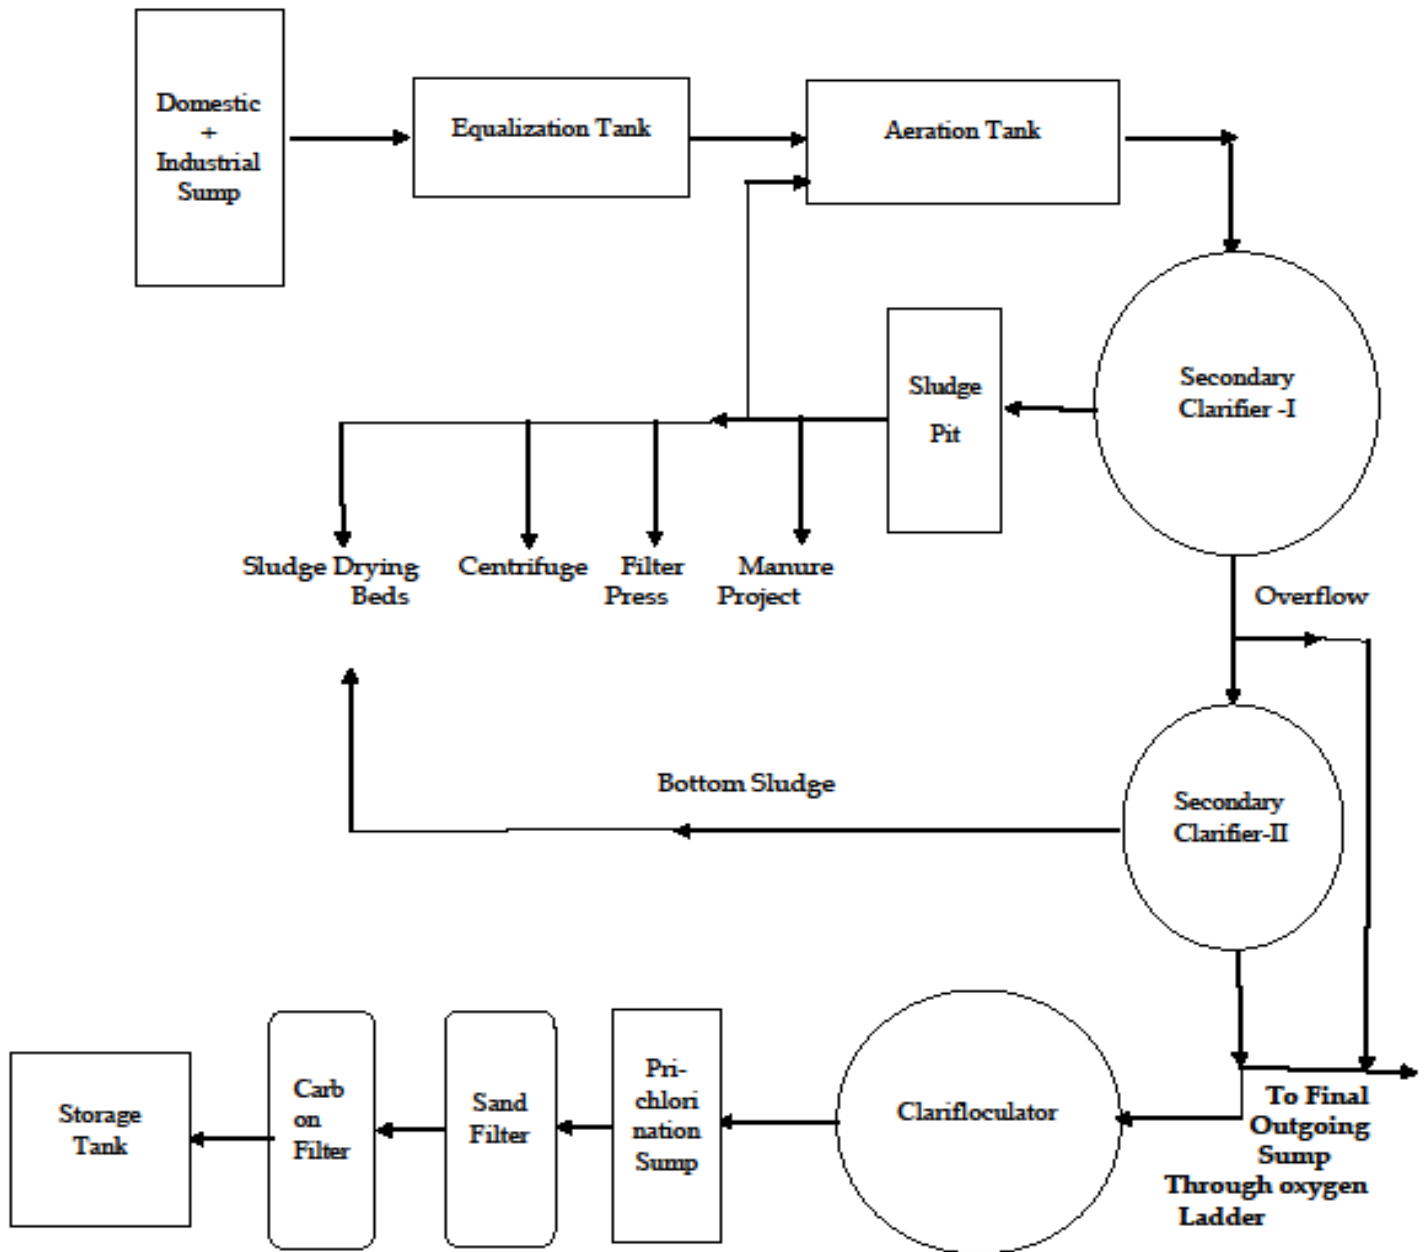 Domestic
+
Industrial
Sump
Equalization Tank
Aeration Tank
Secondary
Clarifier -I
Sludge
Pit
Sludge Drying
Beds
Centrifuge
Filter
Press
Manure
Project
Overflow
Bottom Sludge
Secondary
Clarifier-II
Storage
Tank
Carb
on
Filter
Sand
Filter
Pri-
chlori
nation
Sump
Clarifloculator
To Final
Outgoing
Sump
Through oxygen
Ladder